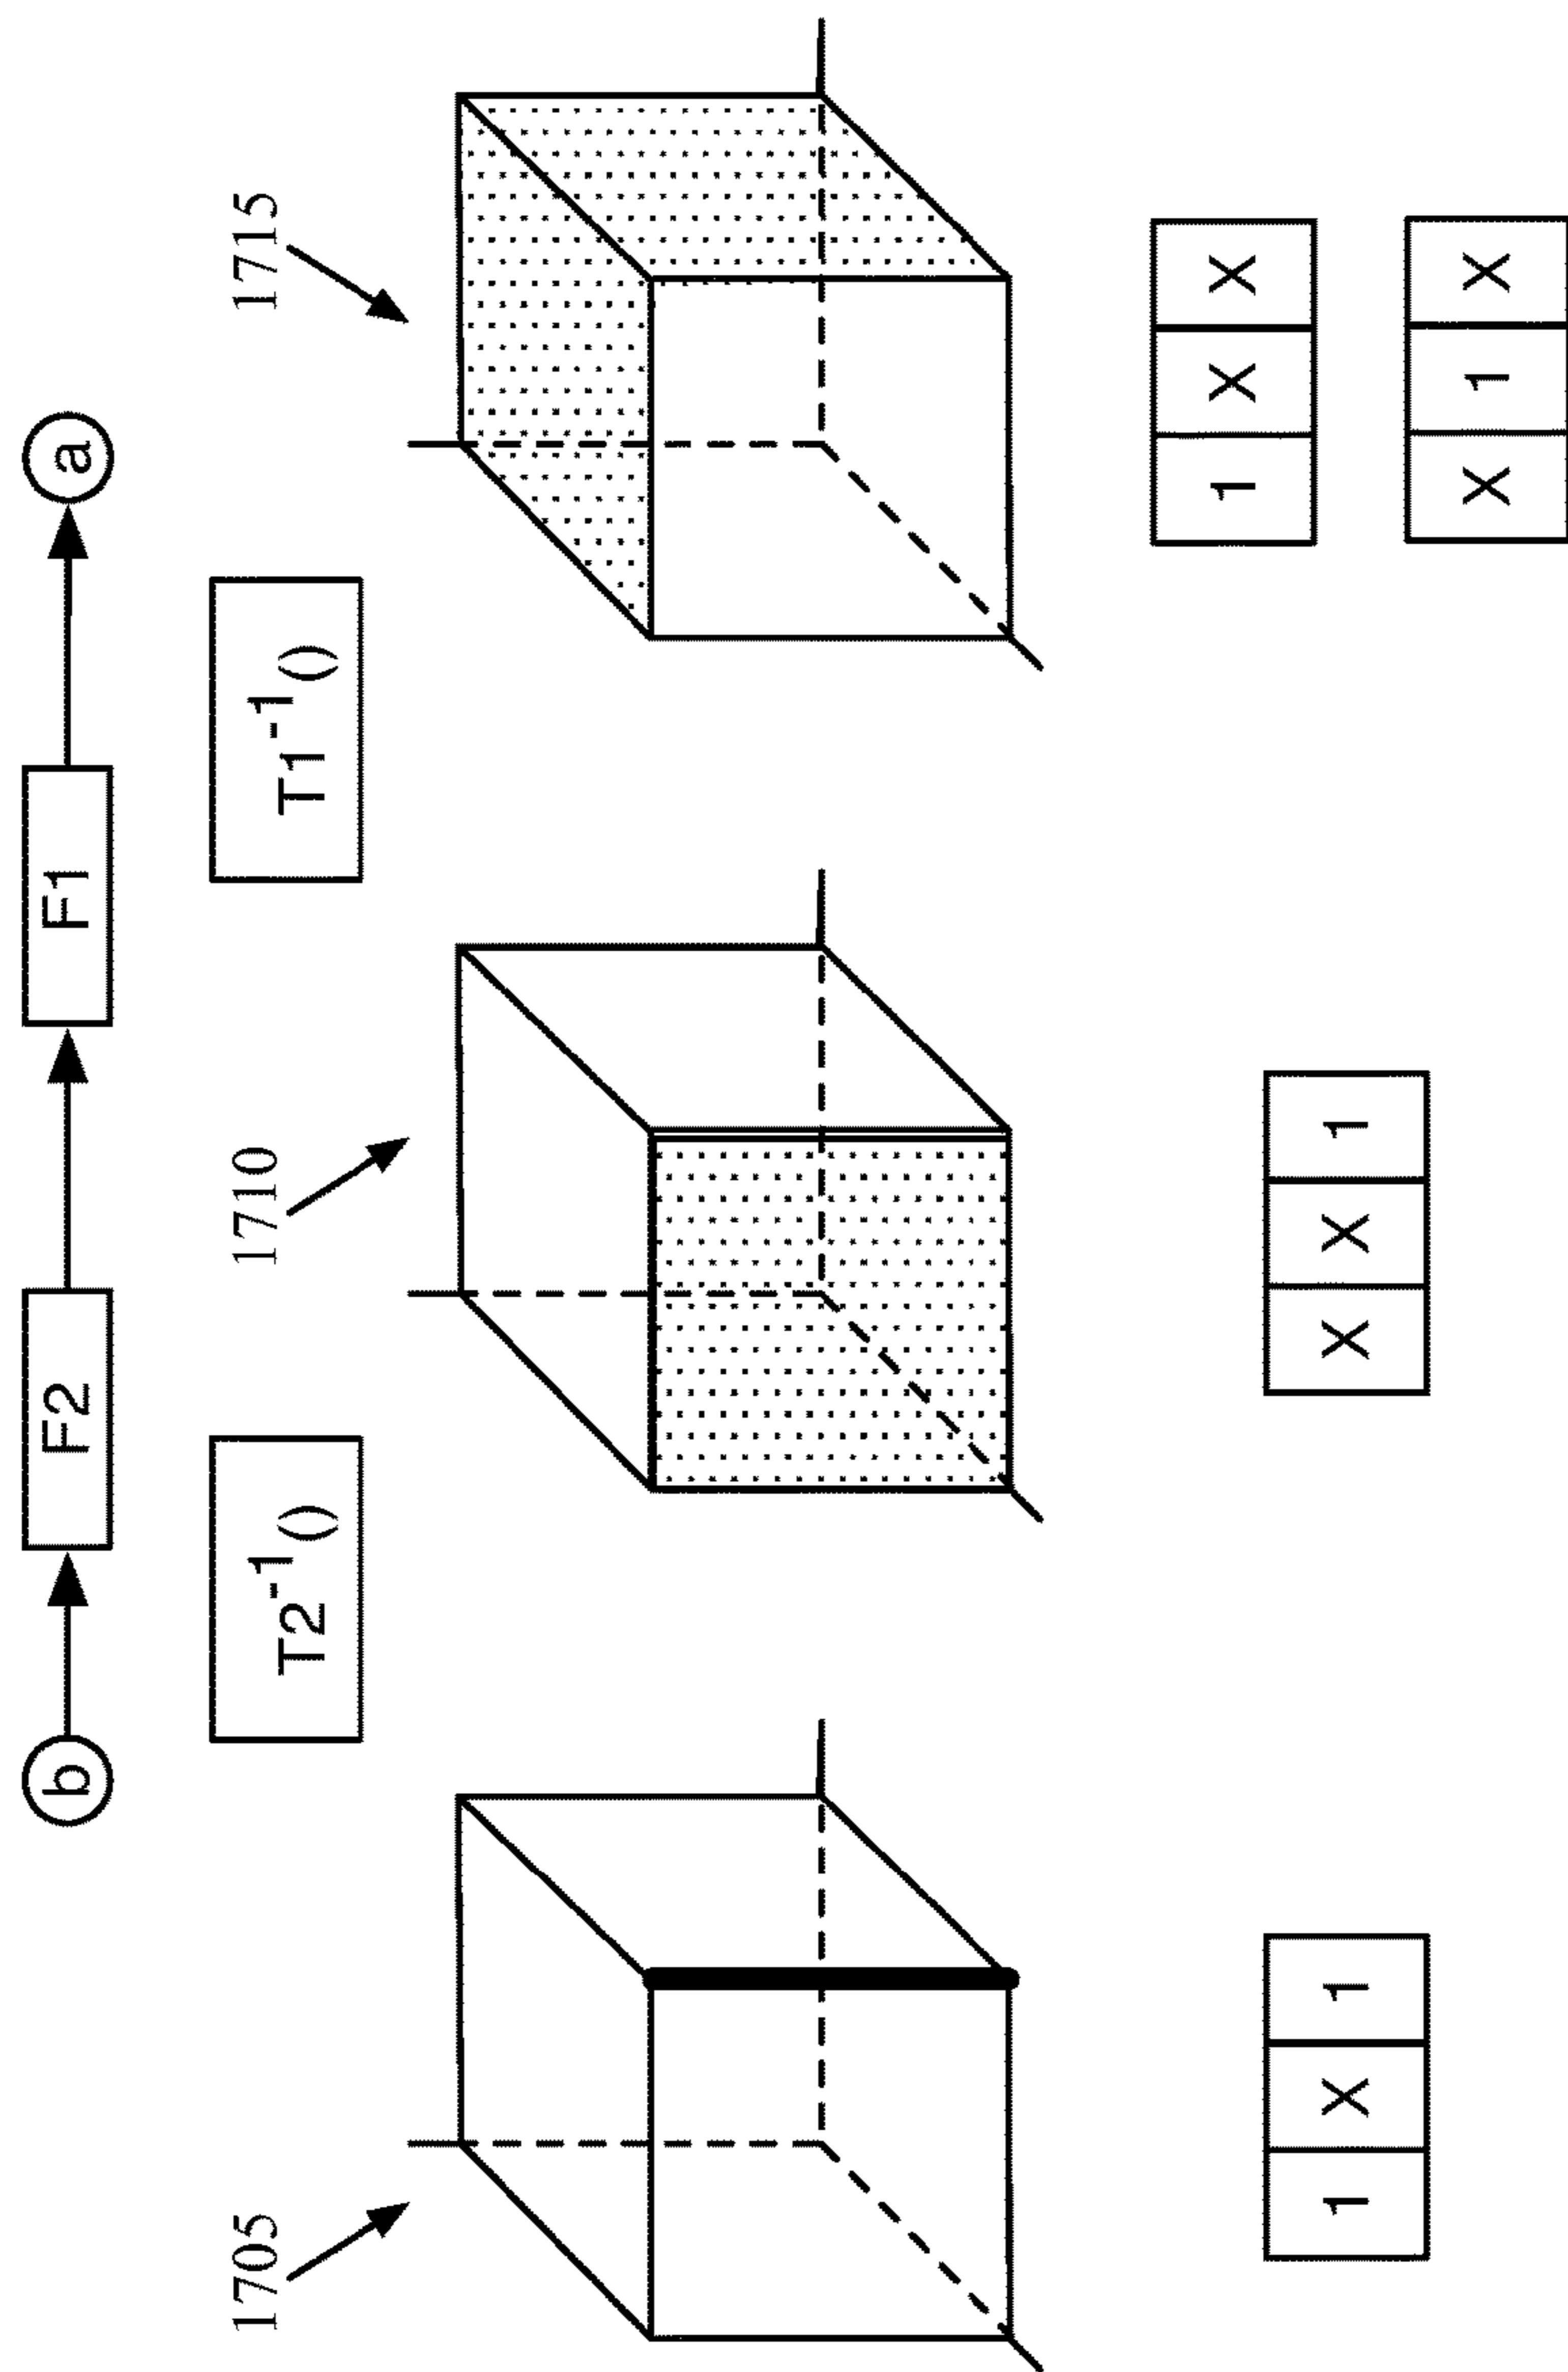 b F2 F1 a
T2-1() T1-1()
1705 1710 1715
1 X 1
X X 1
1 X X
X 1 X